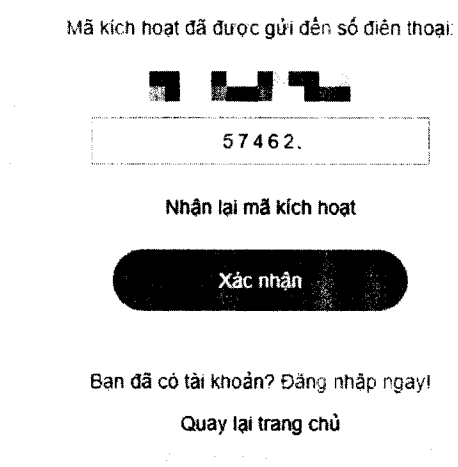 Mã kích hoạt đã được gửi đến số điên thoại:
57462.
Nhận lại mã kích hoạt
Xác nhận
Bạn đã có tài khoản? Đăng nhập ngay!
Quay lại trang chủ